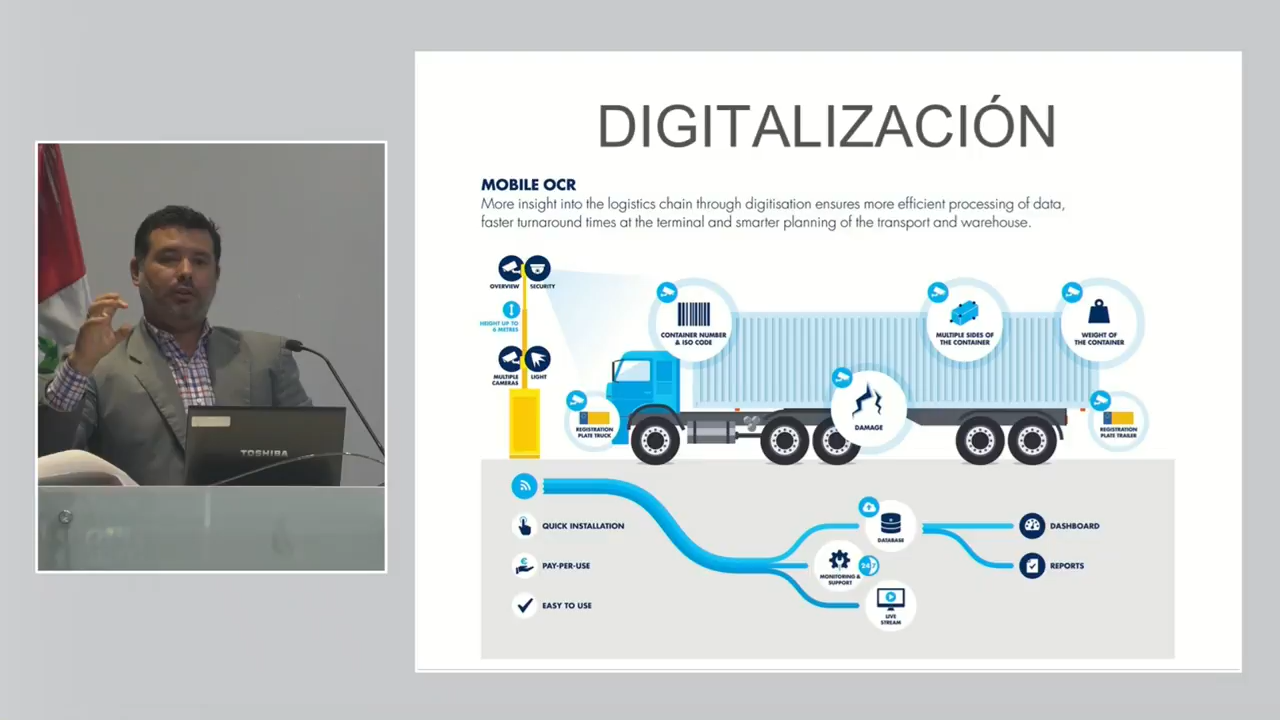 DIGITALIZACIÓN
MOBILE OCR
More insight into the logistics chain through digitisation ensures more efficient processing of data,
faster turnaround times at the terminal and smarter planning of the transport and warehouse.
OVERVIEW
SECURITY
HEIGHT UP TO
6 METRES
MULTIPLE
CAMERAS
LIGHT
CONTAINER NUMBER
& ISO CODE
MULTIPLE SIDES OF
THE CONTAINER
WEIGHT OF
THE CONTAINER
REGISTRATION
PLATE TRUCK
DAMAGE
REGISTRATION
PLATE TRAILER
TOSHIBA
QUICK INSTALLATION
PAY-PER-USE
EASY TO USE
DATABASE
MONITORING &
SUPPORT
24/7
LIVE
STREAM
DASHBOARD
REPORTS